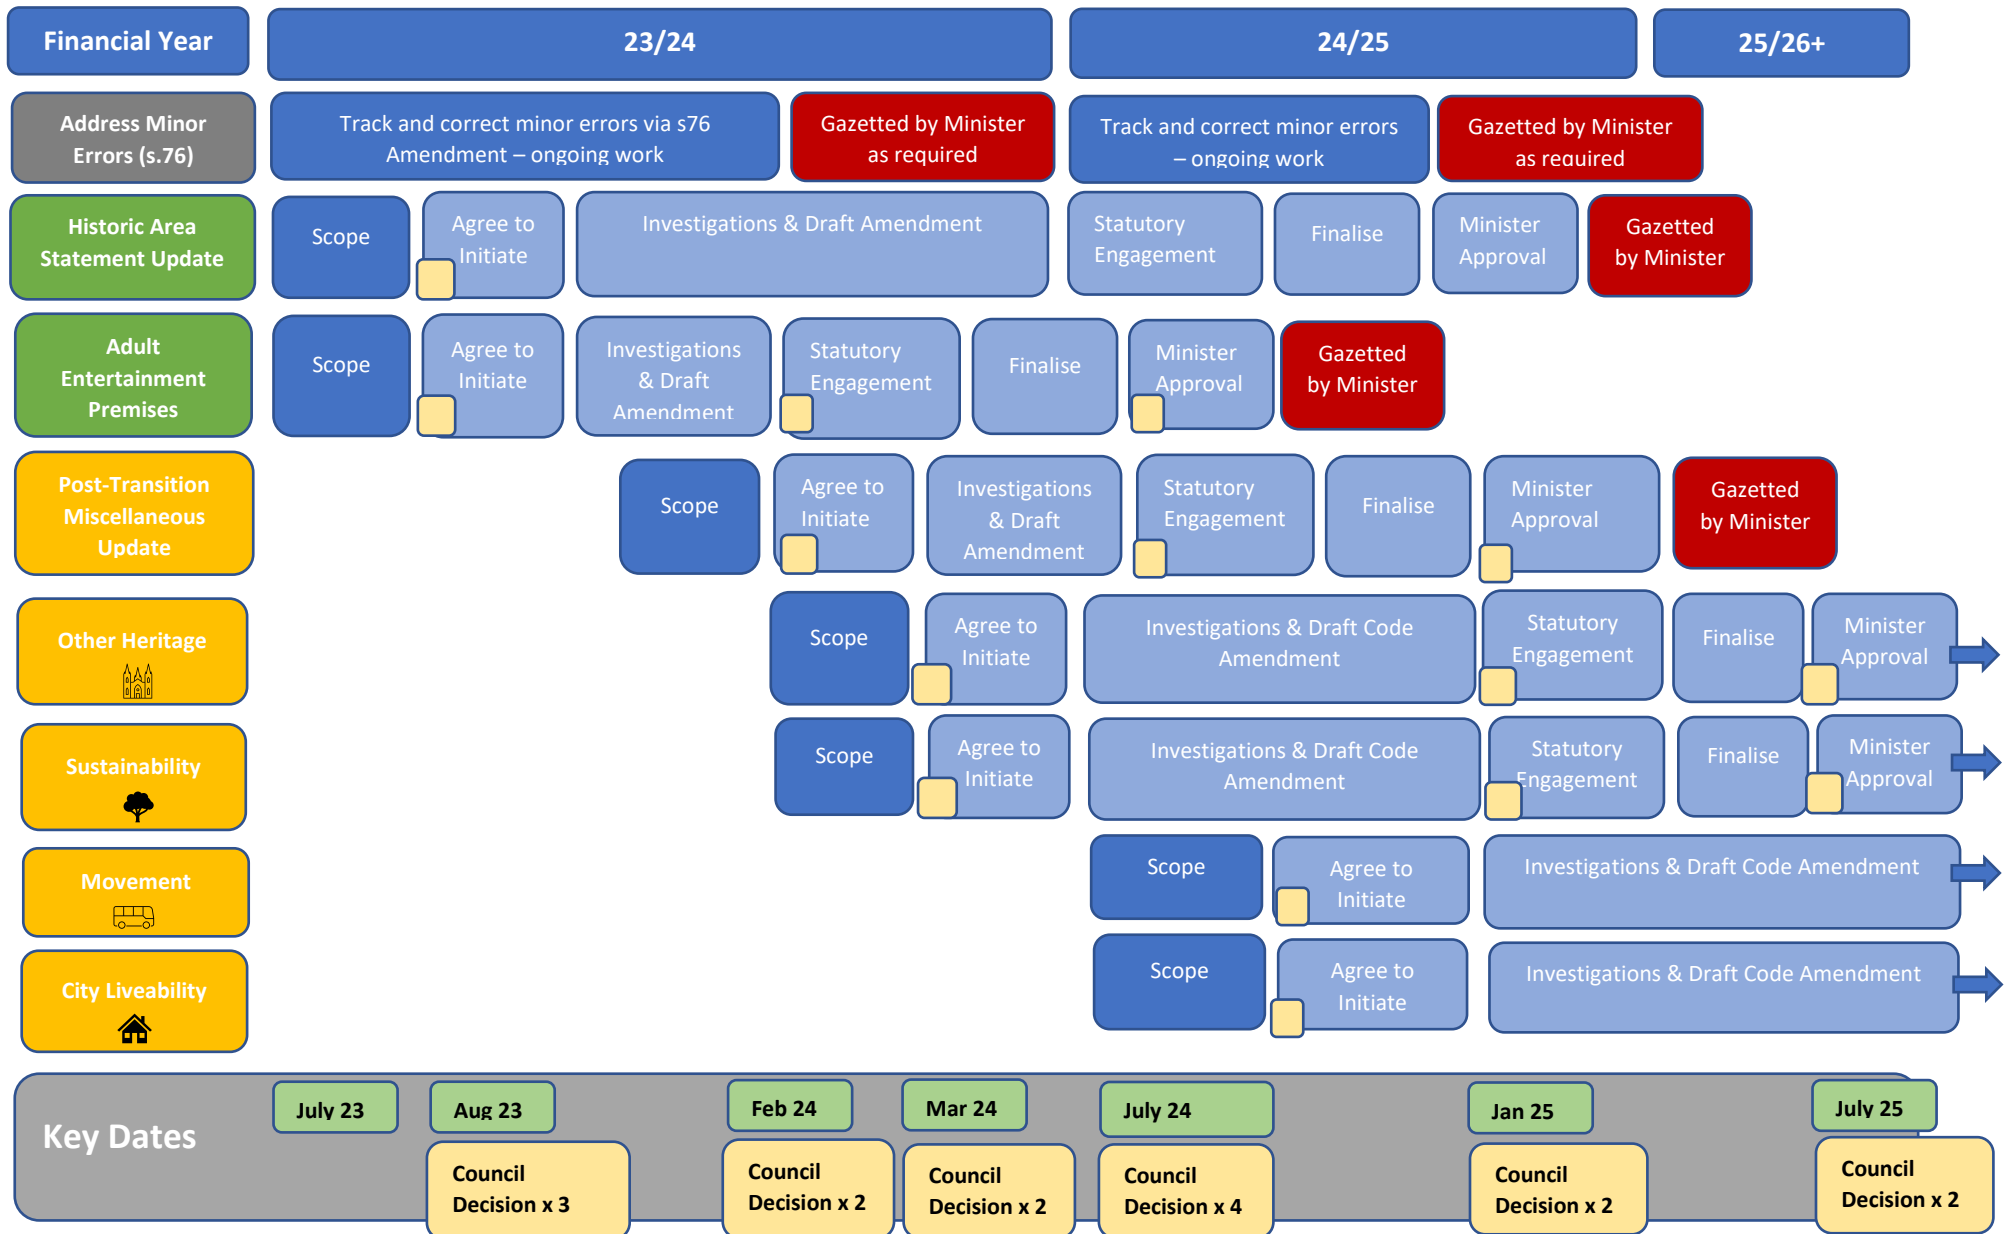 Financial Year
23/24
24/25
25/26+
Address Minor
Errors (s.76)
Track and correct minor errors via s76
Amendment – ongoing work
Gazetted by Minister
as required
Track and correct minor errors
– ongoing work
Gazetted by Minister
as required
Historic Area
Statement Update
Scope
Agree to
Initiate
Investigations & Draft Amendment
Statutory
Engagement
Finalise
Minister
Approval
Gazetted
by Minister
Adult
Entertainment
Premises
Scope
Agree to
Initiate
Investigations
& Draft
Amendment
Statutory
Engagement
Finalise
Minister
Approval
Gazetted
by Minister
Post-Transition
Miscellaneous
Update
Scope
Agree to
Initiate
Investigations
& Draft
Amendment
Statutory
Engagement
Finalise
Minister
Approval
Gazetted
by Minister
Other Heritage
Scope
Agree to
Initiate
Investigations & Draft Code
Amendment
Statutory
Engagement
Finalise
Minister
Approval
Sustainability
Scope
Agree to
Initiate
Investigations & Draft Code
Amendment
Statutory
Engagement
Finalise
Minister
Approval
Movement
Scope
Agree to
Initiate
Investigations & Draft Code Amendment
City Liveability
Scope
Agree to
Initiate
Investigations & Draft Code Amendment
Key Dates
July 23
Aug 23
Council
Decision x 3
Feb 24
Council
Decision x 2
Mar 24
Council
Decision x 2
July 24
Council
Decision x 4
Jan 25
Council
Decision x 2
July 25
Council
Decision x 2